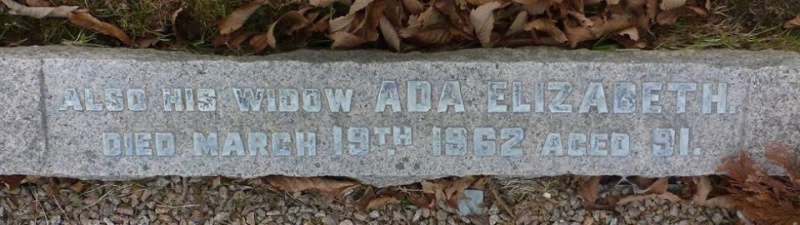 ALSO HIS WIDOW ADA ELIZABETH.
DIED MARCH 19TH 1962 AGED 91.